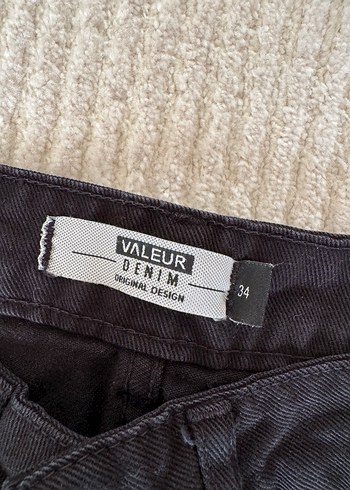 VALEUR
DENIM
ORIGINAL DESIGN
34